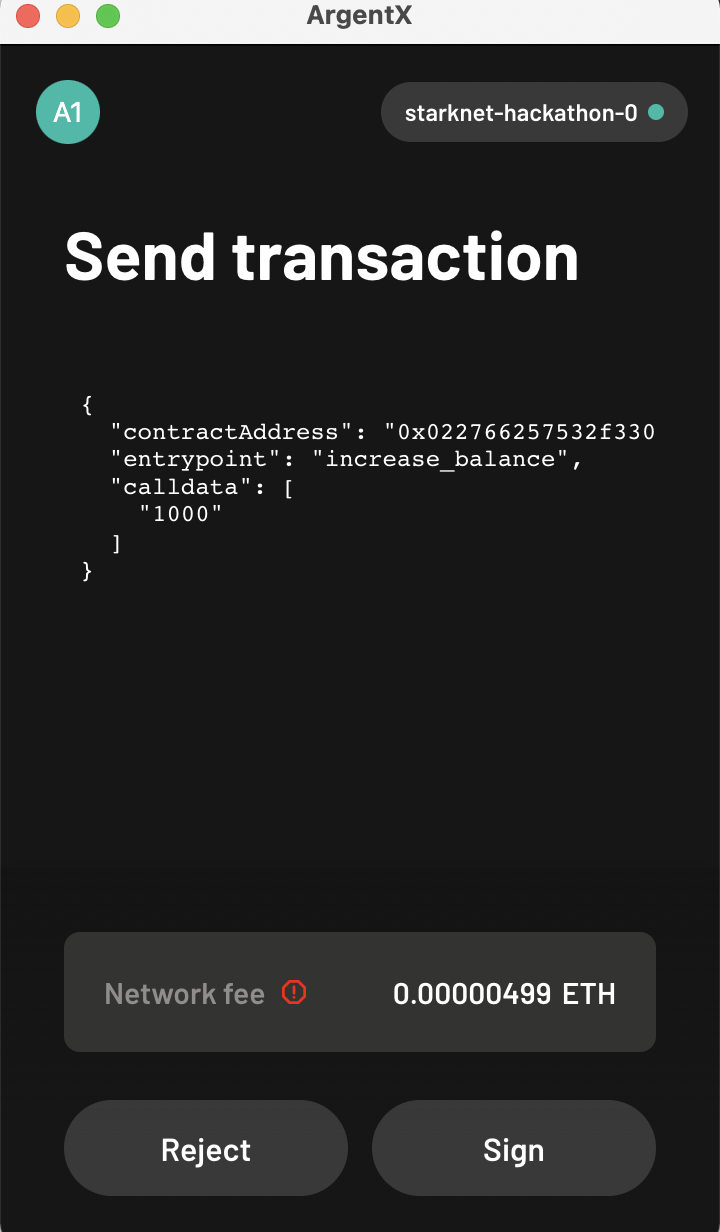 ArgentX
A1
starknet-hackathon-0
Send transaction
{
  "contractAddress": "0x022766257532f330
  "entrypoint": "increase_balance",
  "calldata": [
    "1000"
  ]
}
Network fee
0.00000499 ETH
Reject
Sign